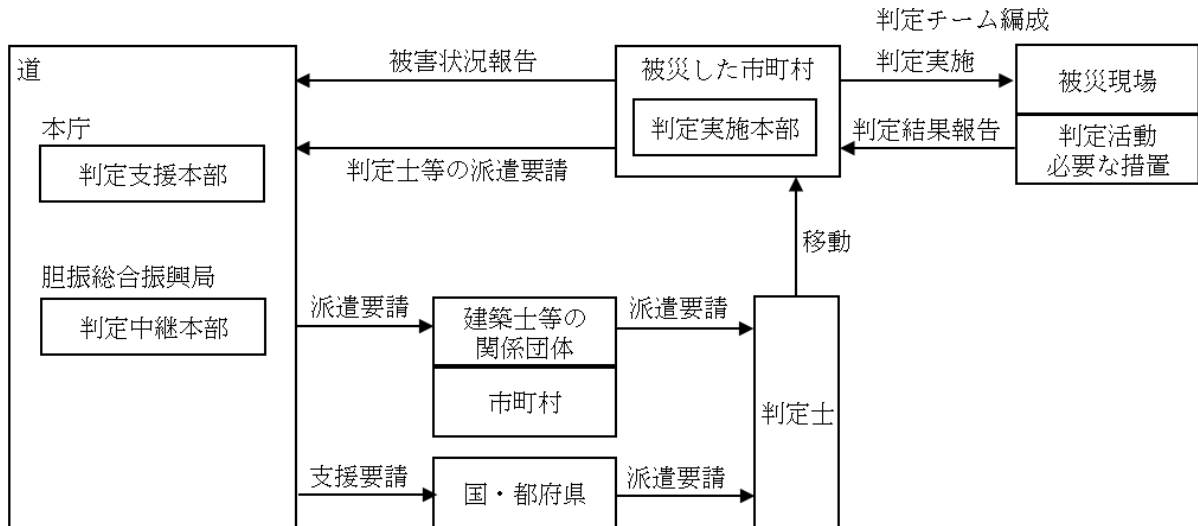 判定チーム編成
道
被害状況報告
被災した市町村
判定実施
被災現場
本庁
判定実施本部
判定結果報告
判定活動
必要な措置
判定支援本部
判定士等の派遣要請
移動
胆振総合振興局
判定中継本部
派遣要請
建築士等の
関係団体
派遣要請
市町村
判定士
支援要請
国・都府県
派遣要請